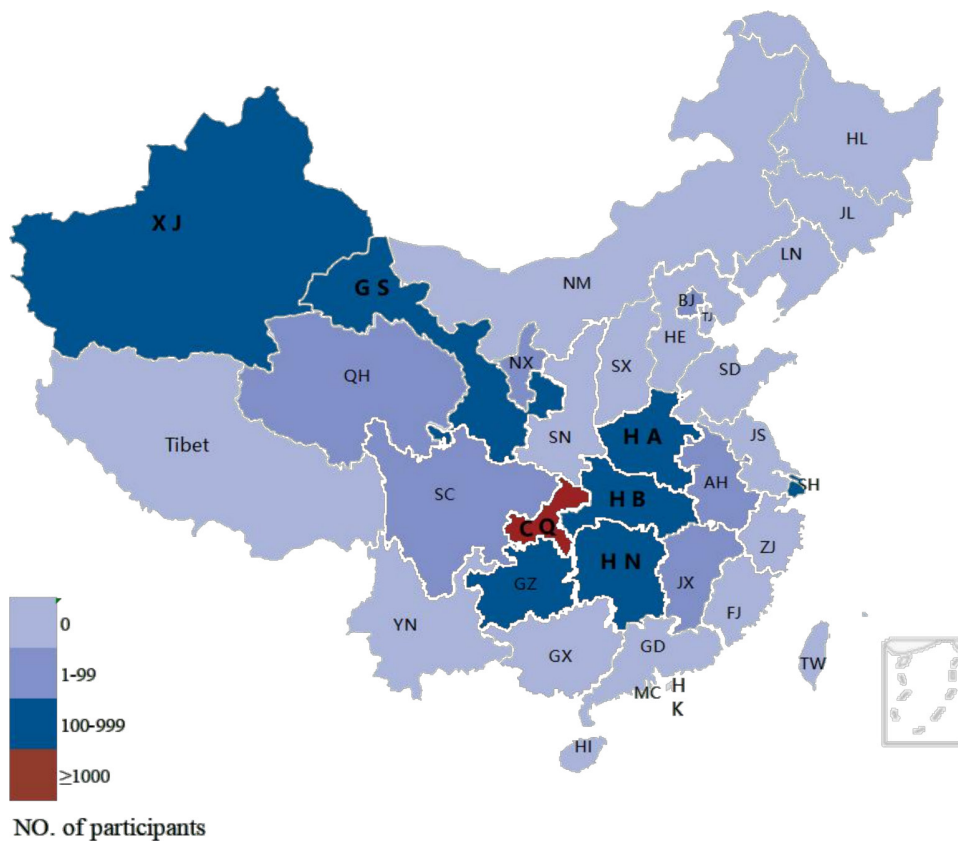 HL
X J
JL
LN
G S
NM
BJ
TJ
HE
NX
SX
SD
QH
Tibet
SN
H A
JS
SC
AH
SH
H B
C Q
ZJ
H N
GZ
JX
FJ
YN
GX
GD
TW
MC
H
K
HI
0
1-99
100-999
≥1000
NO. of participants